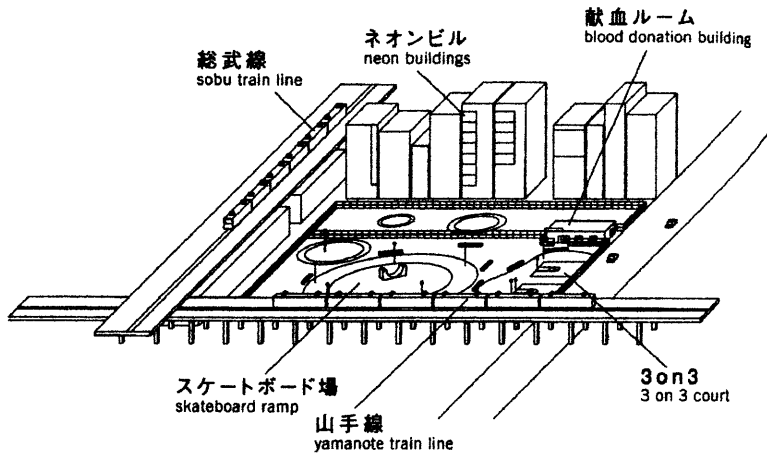 献血ルーム
blood donation building
ネオンビル
neon buildings
総武線
sobu train line
スケートボード場
skateboard ramp
山手線
yamanote train line
3on3
3 on 3 court